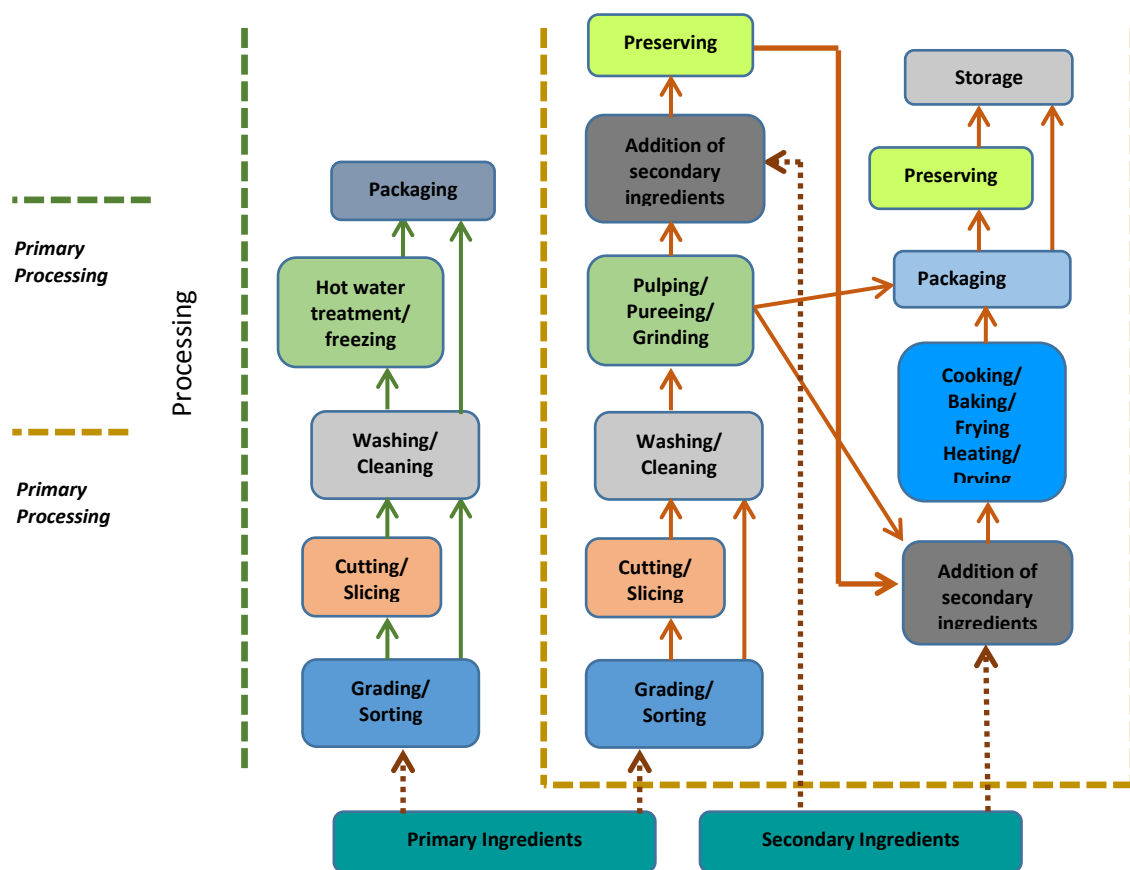 Primary
Processing
Primary
Processing
Processing
Packaging
Hot water
treatment/
freezing
Washing/
Cleaning
Cutting/
Slicing
Grading/
Sorting
Preserving
Addition of
secondary
ingredients
Pulping/
Pureeing/
Grinding
Washing/
Cleaning
Cutting/
Slicing
Grading/
Sorting
Storage
Preserving
Packaging
Cooking/
Baking/
Frying
Heating/
Drying
Addition of
secondary
ingredients
Primary Ingredients
Secondary Ingredients